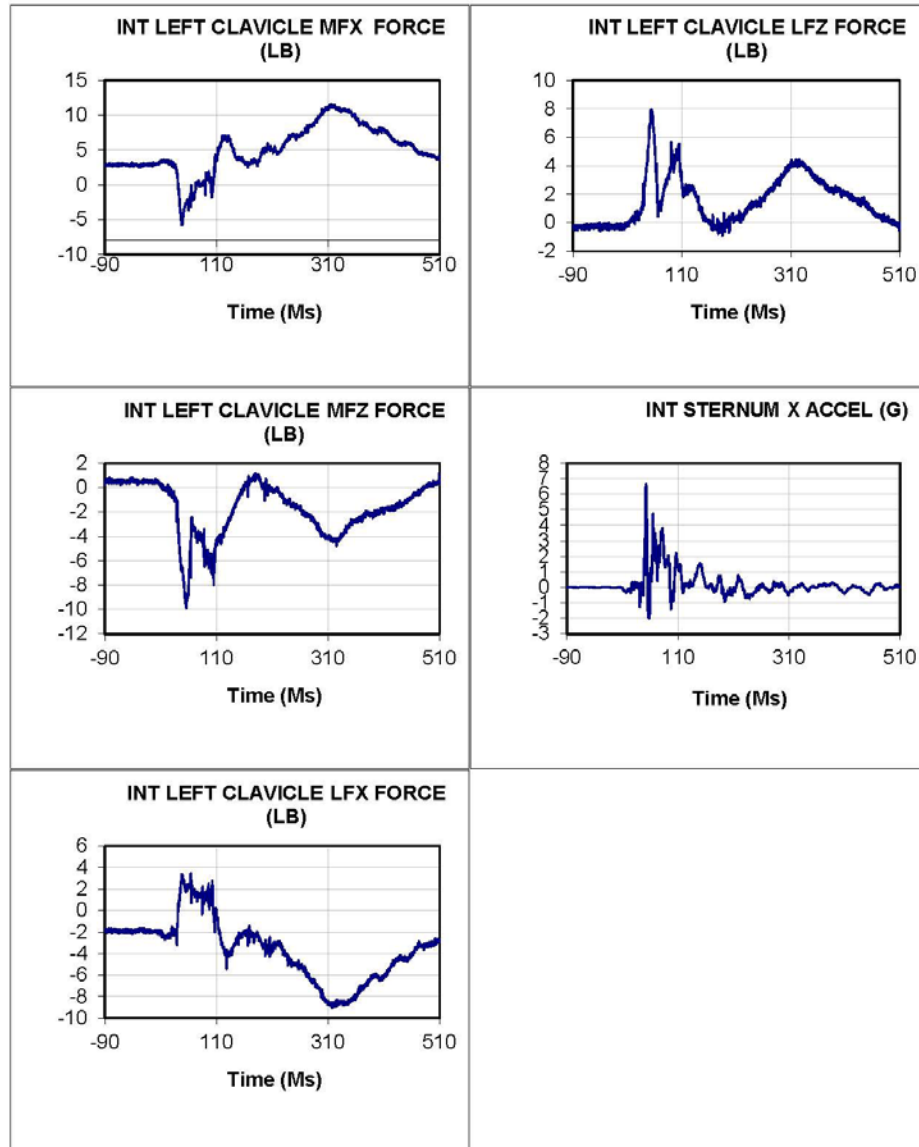 INT LEFT CLAVICLE MFX FORCE
(LB)
15
10
5
0
-5
-10
-90 110 310 510
Time (Ms)
INT LEFT CLAVICLE LFZ FORCE
(LB)
10
8
6
4
2
0
-2
-90 110 310 510
Time (Ms)
INT LEFT CLAVICLE MFZ FORCE
(LB)
2
0
-2
-4
-6
-8
-10
-12
-90 110 310 510
Time (Ms)
INT STERNUM X ACCEL (G)
8
7
6
5
4
3
2
1
0
-1
-2
-3
-90 110 310 510
Time (Ms)
INT LEFT CLAVICLE LFX FORCE
(LB)
6
4
2
0
-2
-4
-6
-8
-10
-90 110 310 510
Time (Ms)